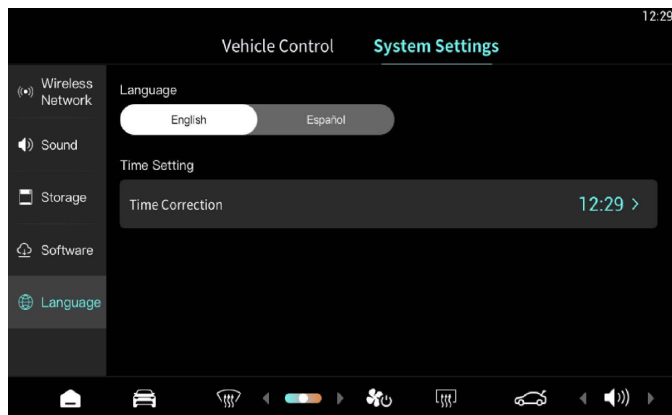 12:29
Vehicle Control System Settings
Wireless
Network
Sound
Storage
Software
Language
Language
English Español
Time Setting
Time Correction 12:29 >